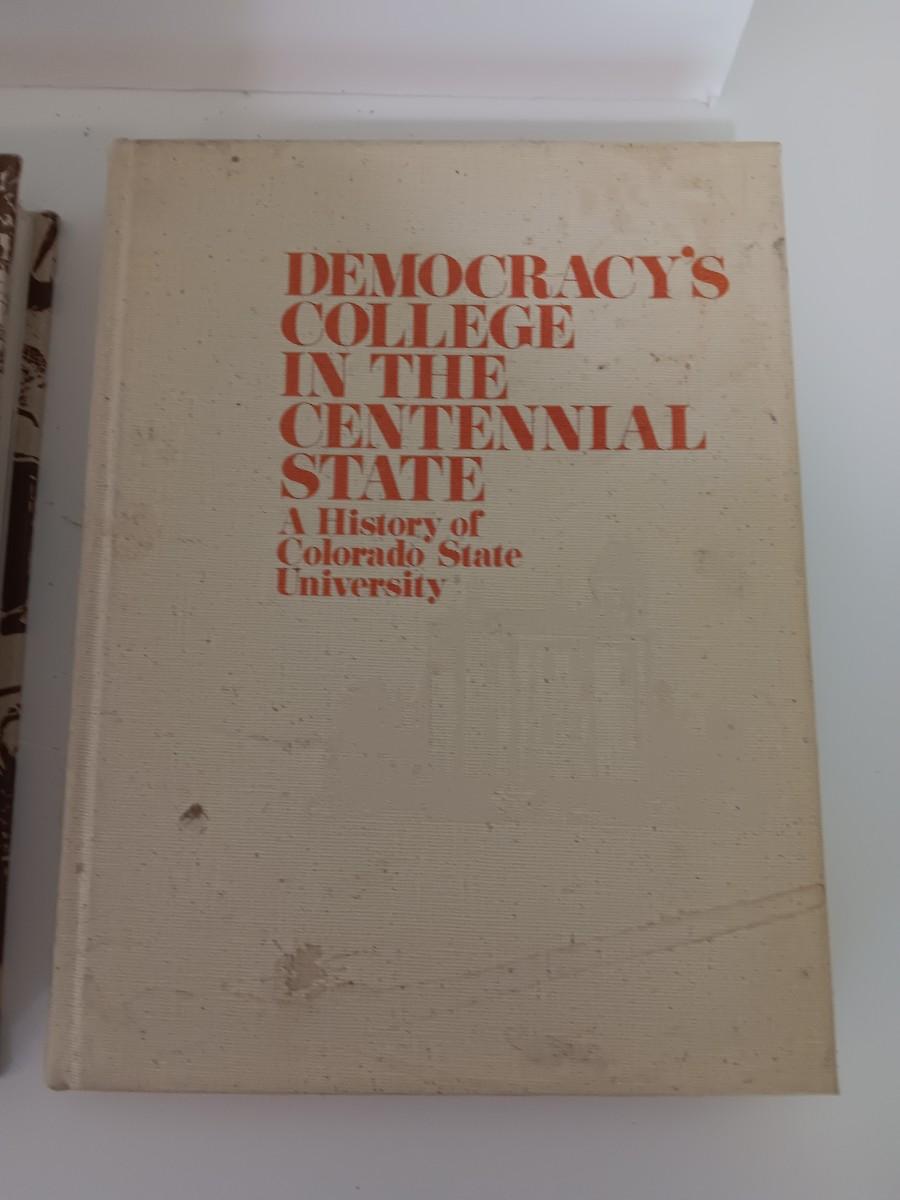 DEMOCRACY'S
COLLEGE
IN THE
CENTENNIAL
STATE
A History of
Colorado State
University